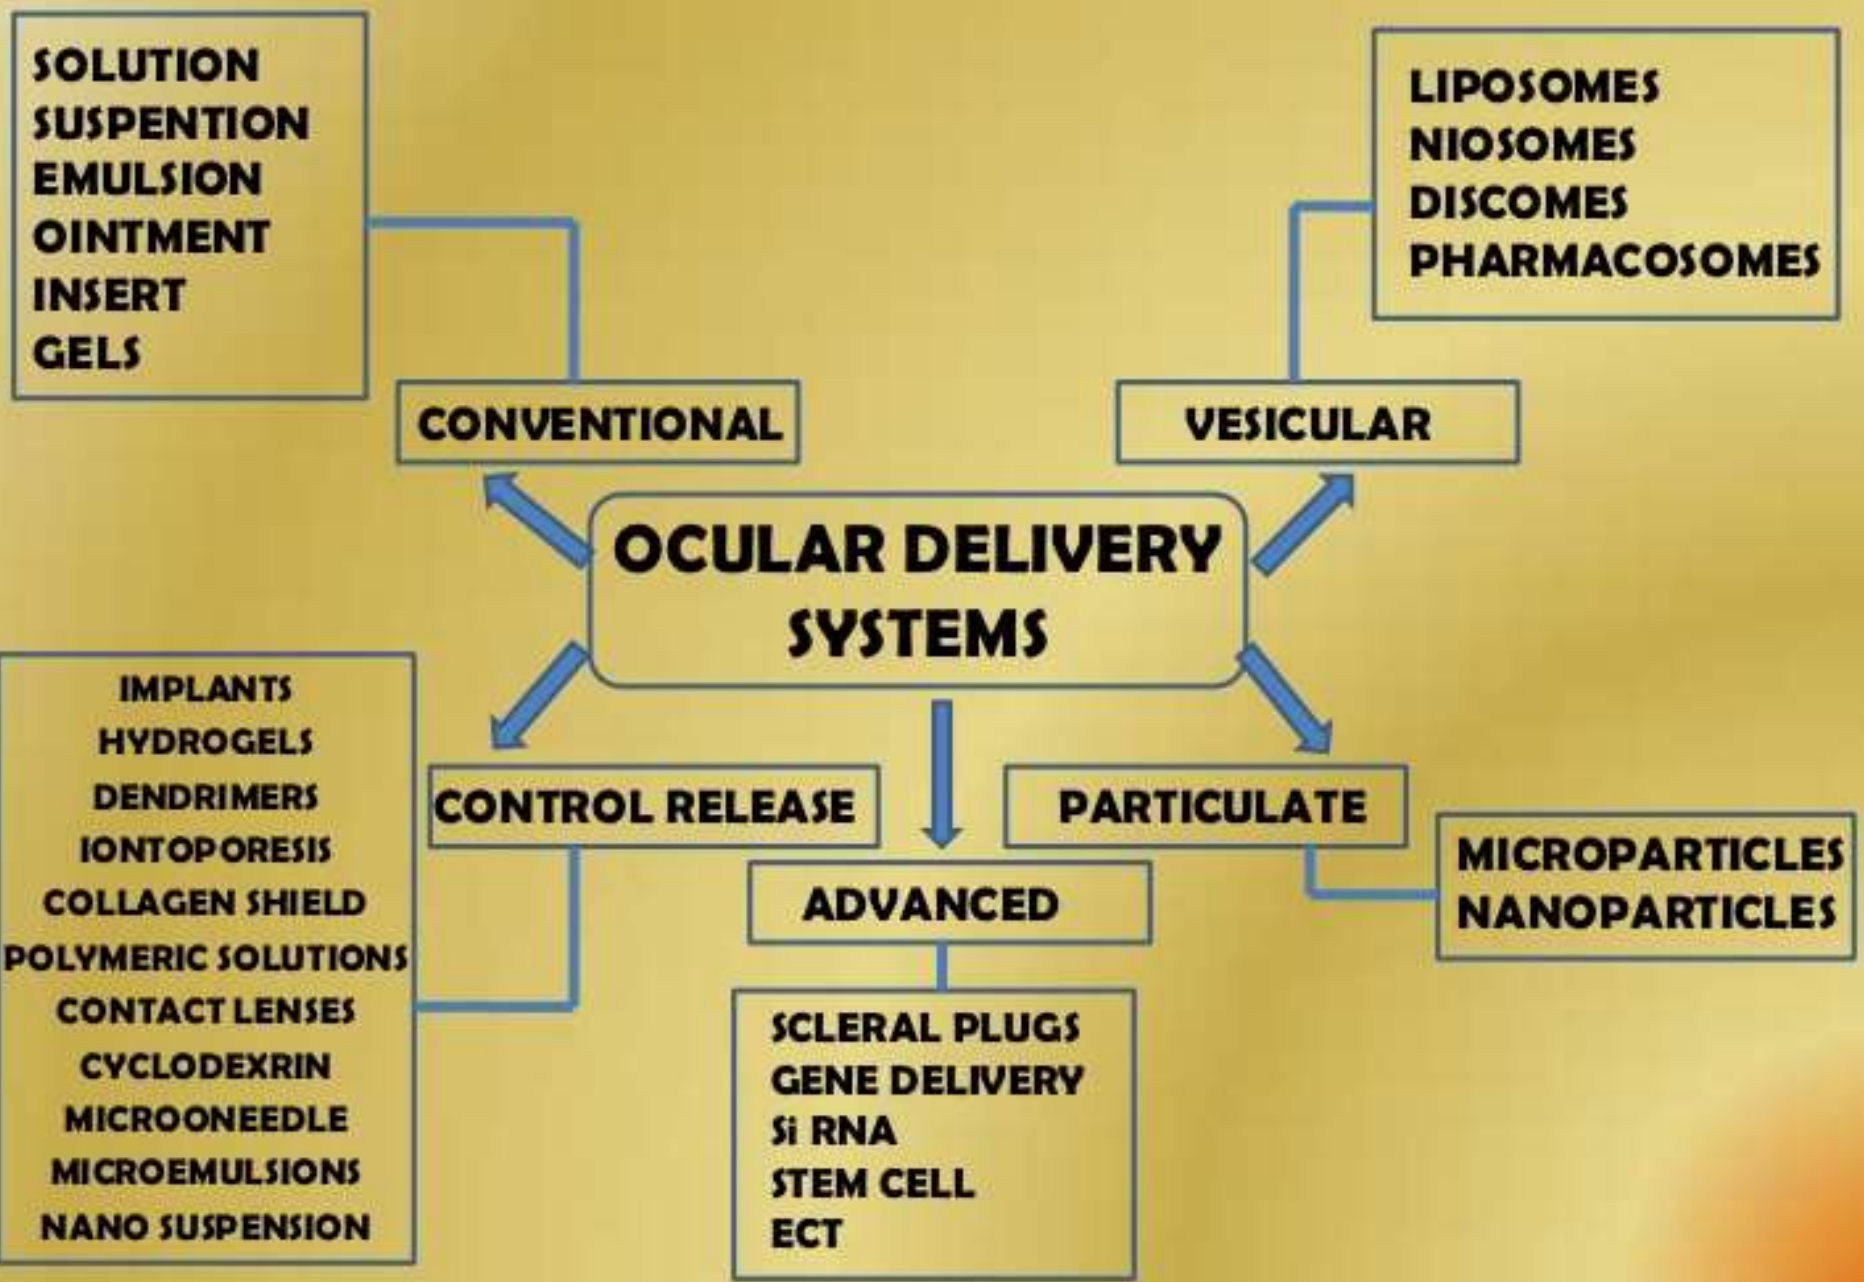 SOLUTION
SUSPENTION
EMULSION
OINTMENT
INSERT
GELS
LIPOSOMES
NIOSOMES
DISCOMES
PHARMACOSOMES
CONVENTIONAL
VESICULAR
OCULAR DELIVERY
SYSTEMS
IMPLANTS
HYDROGELS
DENDRIMERS
IONTOPORESIS
COLLAGEN SHIELD
POLYMERIC SOLUTIONS
CONTACT LENSES
CYCLODEXRIN
MICROONEEDLE
MICROEMULSIONS
NANO SUSPENSION
CONTROL RELEASE
ADVANCED
SCLERAL PLUGS
GENE DELIVERY
Si RNA
STEM CELL
ECT
PARTICULATE
MICROPARTICLES
NANOPARTICLES